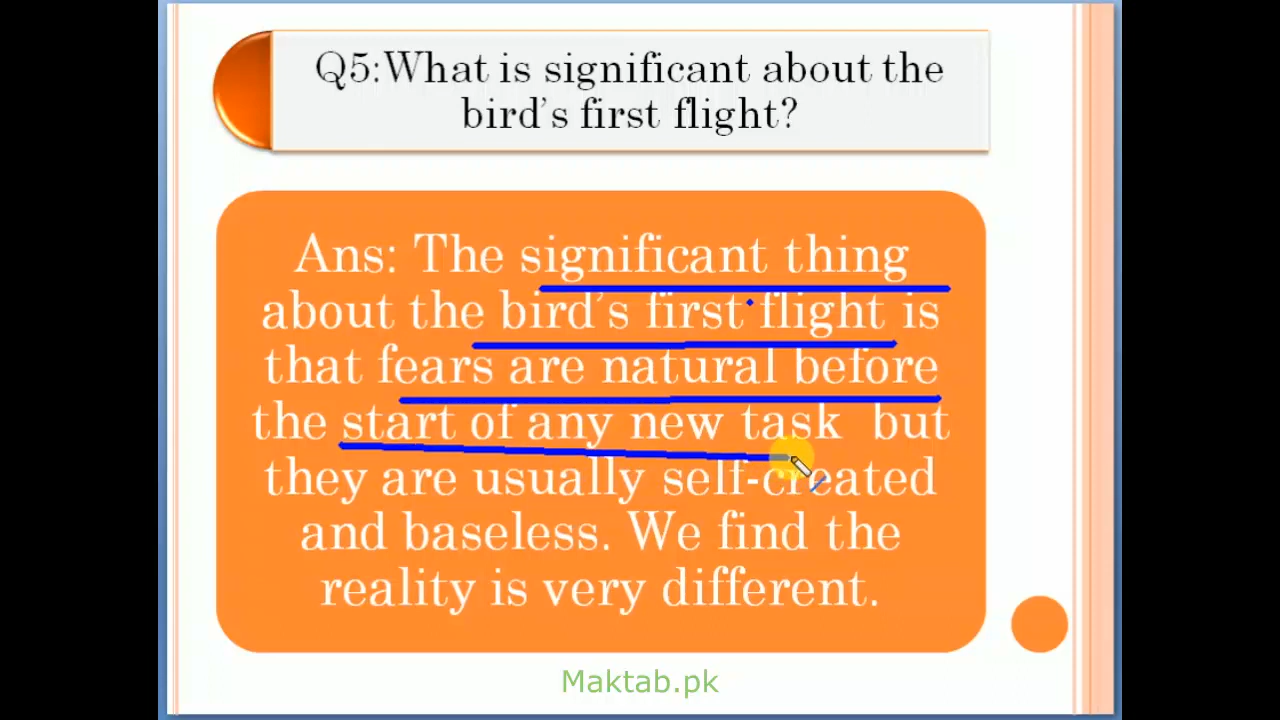 Q5:What is significant about the
bird's first flight?
Ans: The significant thing
about the bird's first flight is
that fears are natural before
the start of any new task but
they are usually self-created
and baseless. We find the
reality is very different.
Maktab.pk